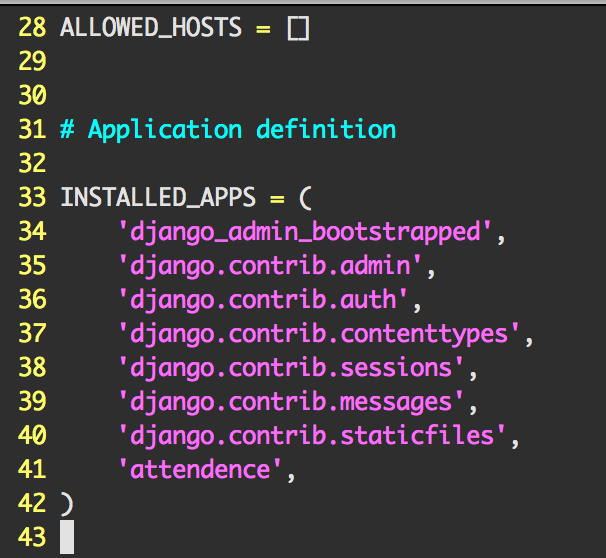 28 ALLOWED_HOSTS = []
29
30
31 # Application definition
32
33 INSTALLED_APPS = (
34     'django_admin_bootstrapped',
35     'django.contrib.admin',
36     'django.contrib.auth',
37     'django.contrib.contenttypes',
38     'django.contrib.sessions',
39     'django.contrib.messages',
40     'django.contrib.staticfiles',
41     'attendence',
42 )
43